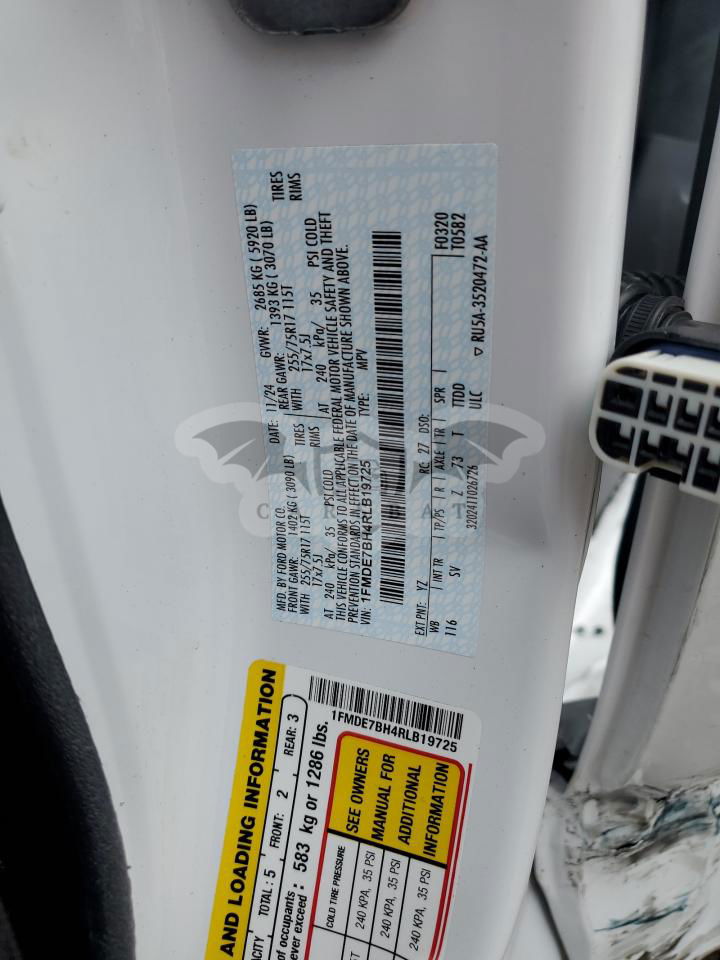 MFD. BY FORD MOTOR CO.
DATE: 11/24 GVWR: 2685 KG ( 5920 LB)
FRONT GAWR: 1402 KG (3090 LB) REAR GAWR: 1393 KG ( 3070 LB)
WITH 255/75R17 115T TIRES WITH 255/75R17 115T TIRES
17x7.5J RIMS 17x7.5J RIMS
AT 240 kPa/ 35 PSI COLD AT 240 kPa/ 35 PSI COLD
THIS VEHICLE CONFORMS TO ALL APPLICABLE FEDERAL MOTOR VEHICLE SAFETY AND THEFT
PREVENTION STANDARDS IN EFFECT ON THE DATE OF MANUFACTURE SHOWN ABOVE.
VIN: 1FMDE7BH4RLB19725 TYPE: MPV
EXT PNT: YZ RC: 27 DSO: F0320
WB INT TR TP/PS R AXLE TR SPR T0582
116 SV Z 73 T TTDD
3202411026726 ULC ▽ RU5A-3520472-AA
CARBAT
AND LOADING INFORMATION
ACITY TOTAL: 5 FRONT: 2 REAR: 3
of occupants
ever exceed : 583 kg or 1286 lbs.
1FMDE7BH4RLB19725
COLD TIRE PRESSURE
240 KPA, 35 PSI
240 KPA, 35 PSI
240 KPA, 35 PSI
SEE OWNERS
MANUAL FOR
ADDITIONAL
INFORMATION